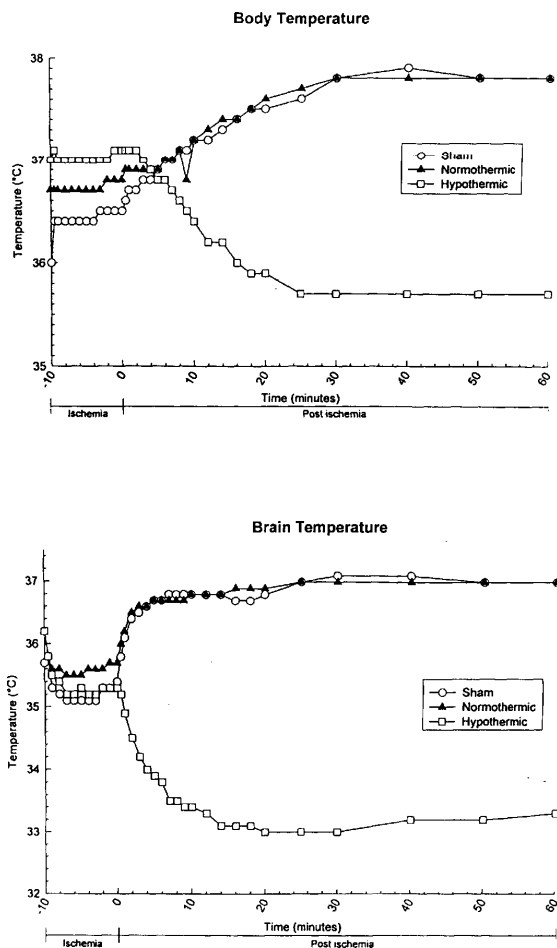 Body Temperature
38
37
36
35
Temperature (°C)
Sham
Normothermic
Hypothermic
-10
0
10
20
30
40
50
60
Time (minutes)
Ischemia
Post ischemia
Brain Temperature
37
36
35
34
33
32
Temperature (°C)
Sham
Normothermic
Hypothermic
-10
0
10
20
30
40
50
60
Time (minutes)
Ischemia
Post ischemia